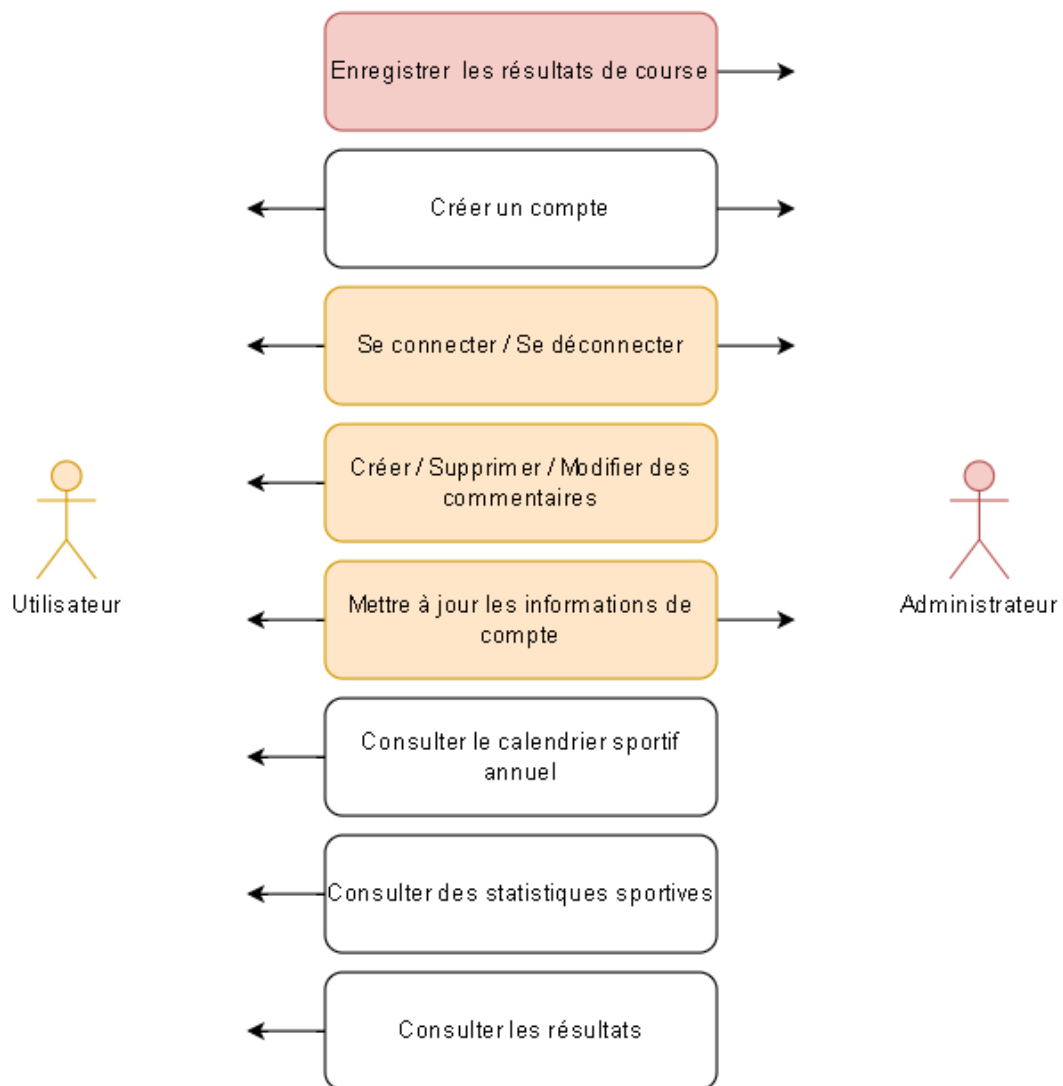 Enregistrer les résultats de course
Créer un compte
Se connecter / Se déconnecter
Créer / Supprimer / Modifier des
commentaires
Utilisateur
Administrateur
Mettre à jour les informations de
compte
Consulter le calendrier sportif
annuel
Consulter des statistiques sportives
Consulter les résultats